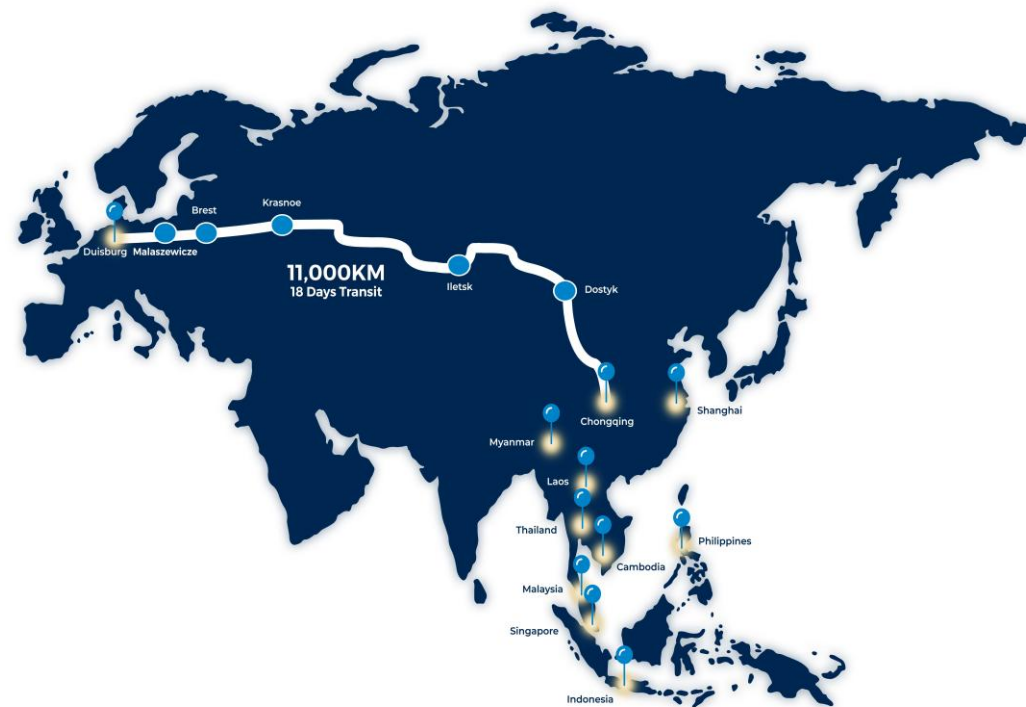 Krasnoe
Brest
Duisburg
Malaszewicze
11,000KM
18 Days Transit
Iletsk
Dostyk
Chongqing
Shanghai
Myanmar
Laos
Thailand
Philippines
Cambodia
Malaysia
Singapore
Indonesia